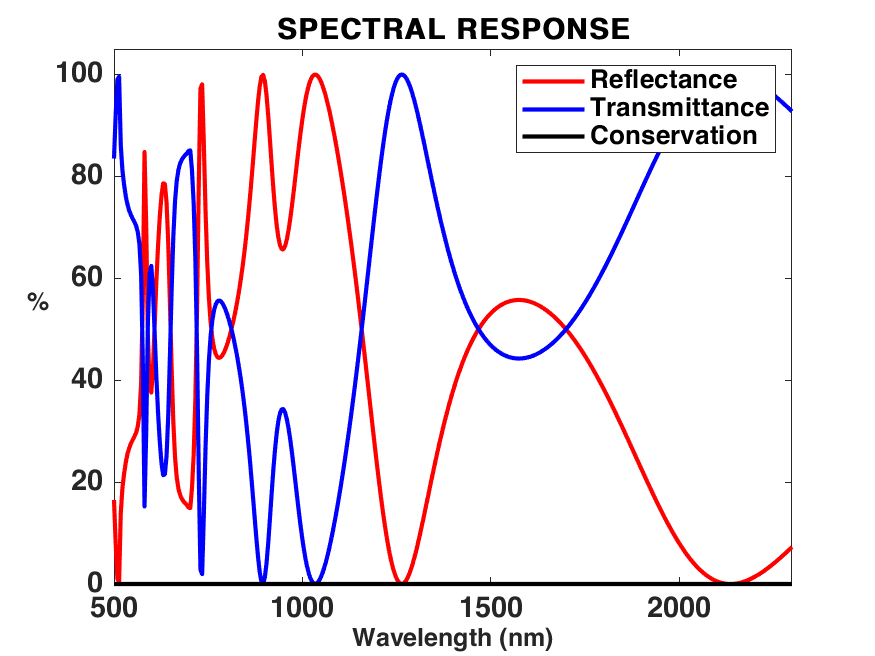 SPECTRAL RESPONSE
100
80
60
40
20
0
%
Reflectance
Transmittance
Conservation
500 1000 1500 2000
Wavelength (nm)